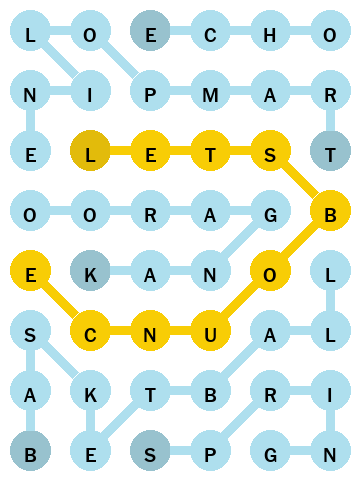 L O E C H O
N I P M A R
E L E T S T
O O R A G B
E K A N O L
S C N U A L
A K T B R I
B E S P G N